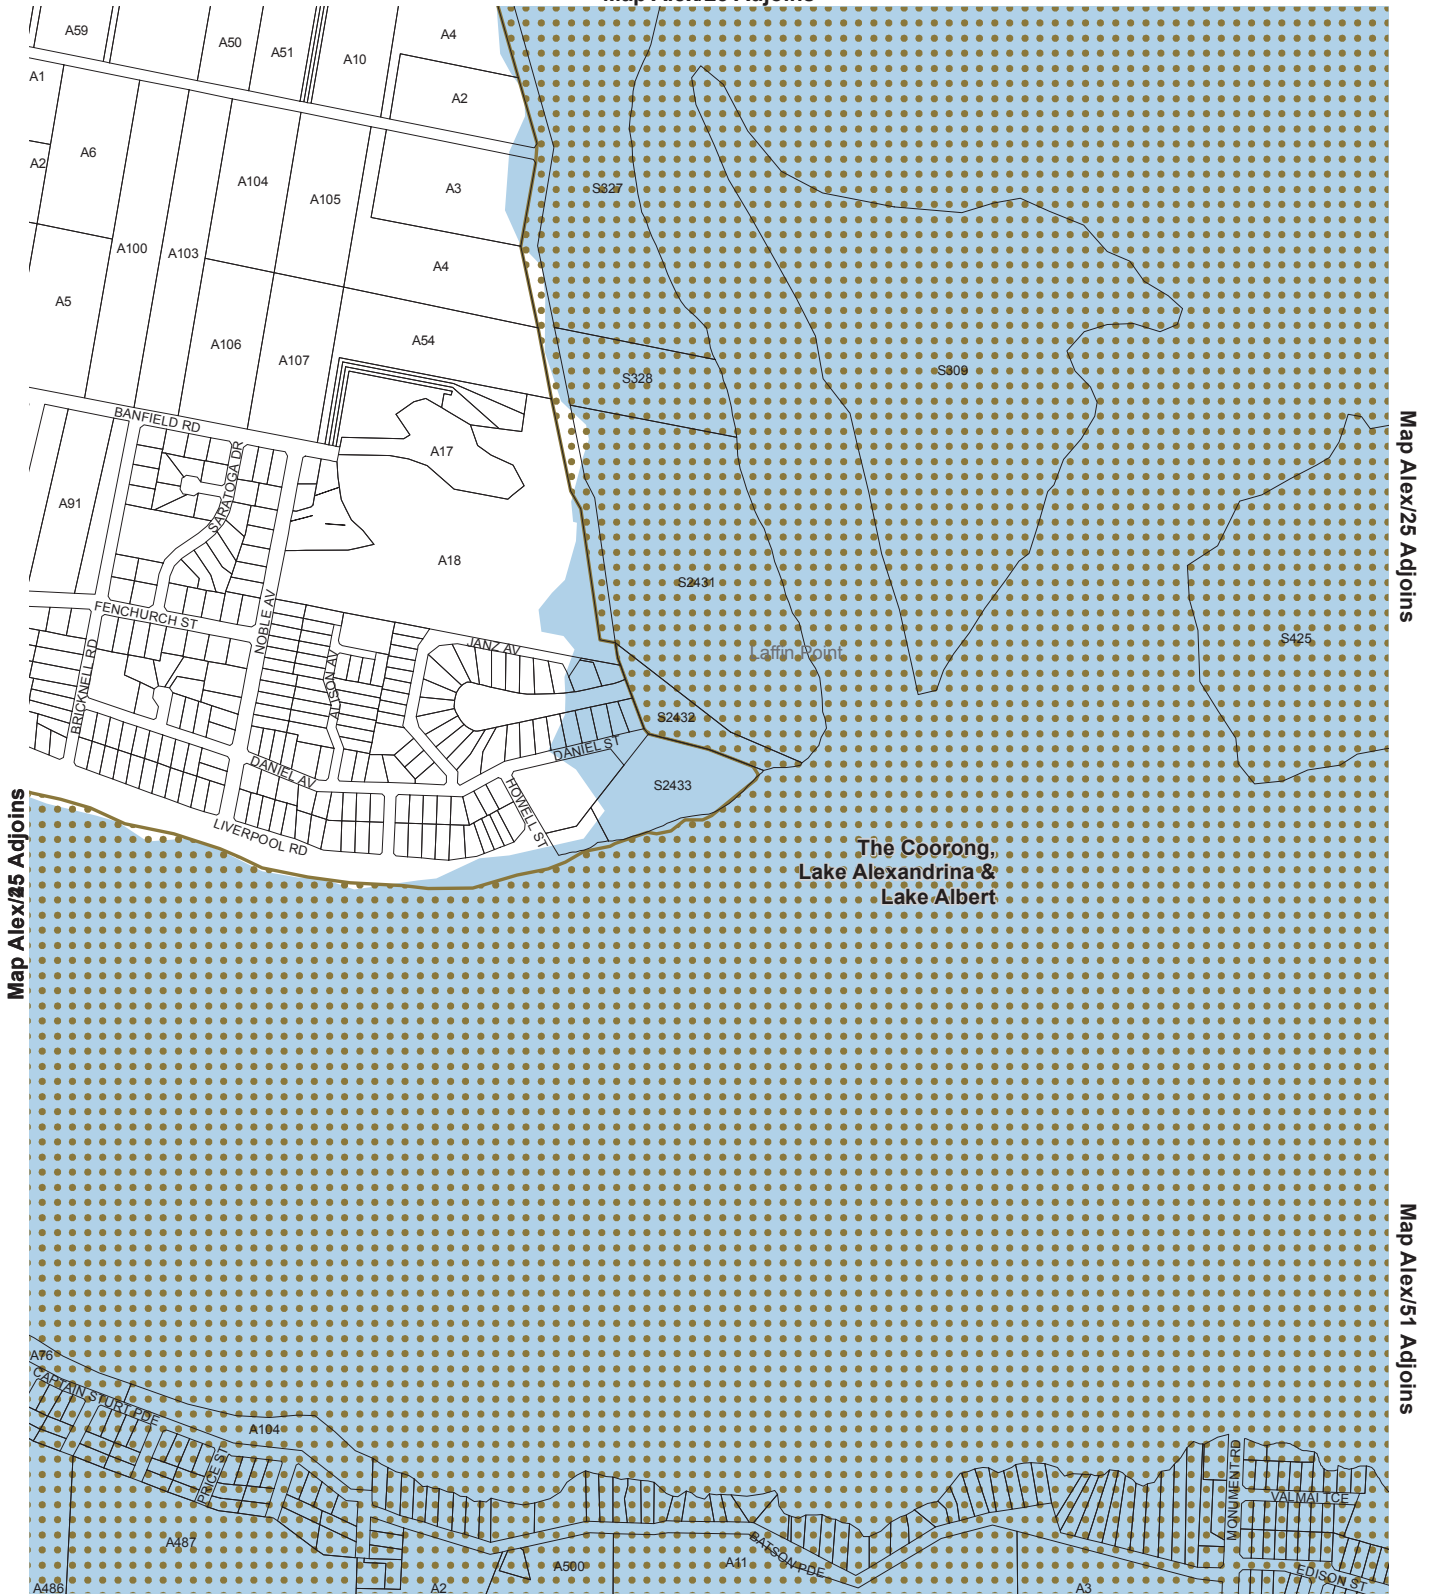 A59
A50
A51
A10
A4
A1
A2
A6
A2
A104
A105
A3
S327
A100
A103
A4
A5
A106
A107
A54
S328
S309
BANFIELD RD
SARATOGA DR
A17
A91
A18
S2431
S425
FENCHURCH ST
NOBLE AV
JANZ AV
Laffin Point
BRICKNELL RD
ALISON AV
S2432
DANIEL ST
DANIEL AV
S2433
HOWELL ST
LIVERPOOL RD
The Coorong,
Lake Alexandrina &
Lake Albert
Map Alex/25 Adjoins
Map Alex/51 Adjoins
A76
CAPTAIN STURT PDE
A104
PRICE ST
MONUMENT RD
VALMAI TCE
A487
BATSON PDE
A500
A11
EDISON ST
A486
A2
A3